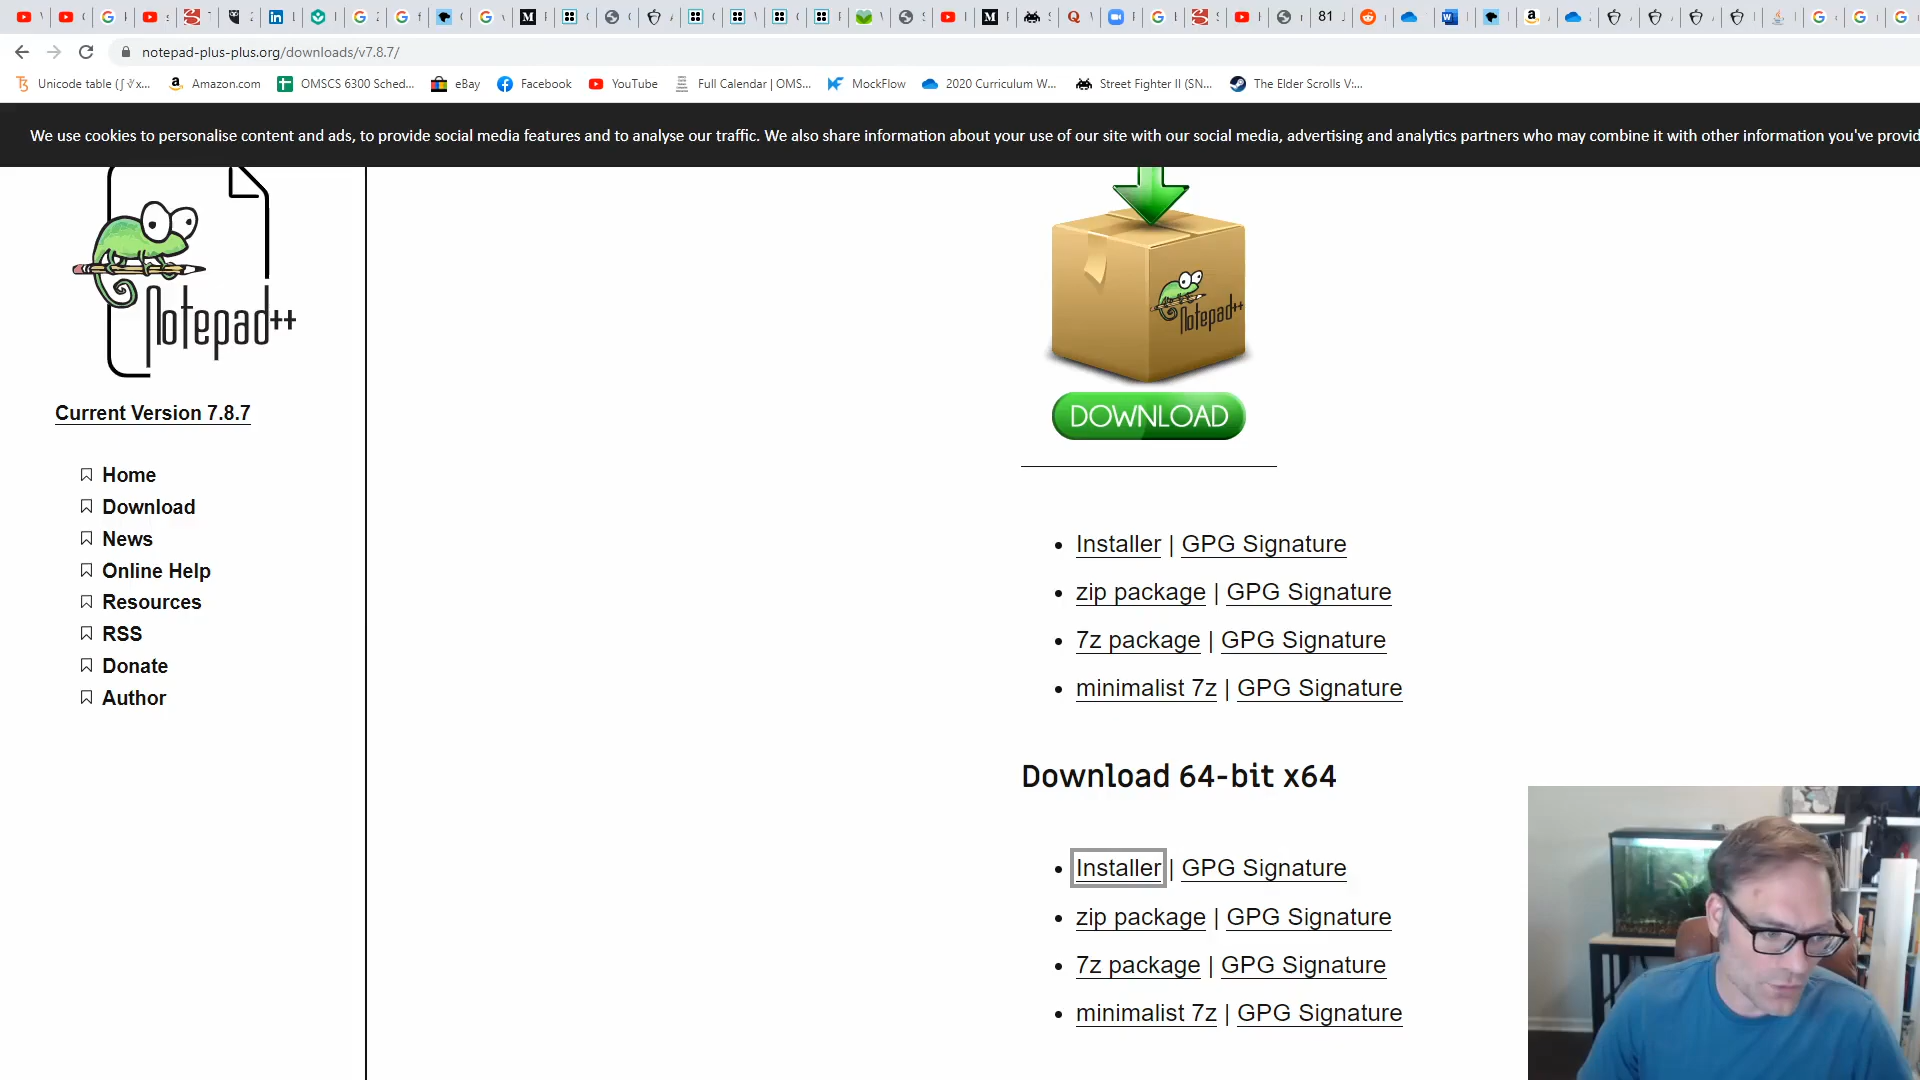 notepad-plus-plus.org/downloads/v7.8.7/
Unicode table (∫∛x... Amazon.com OMSCS 6300 Sched... eBay Facebook YouTube Full Calendar | OMS... MockFlow 2020 Curriculum W... Street Fighter II (SN... The Elder Scrolls V:...
We use cookies to personalise content and ads, to provide social media features and to analyse our traffic. We also share information about your use of our site with our social media, advertising and analytics partners who may combine it with other information you've provid
Notepad++
Current Version 7.8.7
Home
Download
News
Online Help
Resources
RSS
Donate
Author
Notepad++
DOWNLOAD
Installer | GPG Signature
zip package | GPG Signature
7z package | GPG Signature
minimalist 7z | GPG Signature
Download 64-bit x64
Installer | GPG Signature
zip package | GPG Signature
7z package | GPG Signature
minimalist 7z | GPG Signature